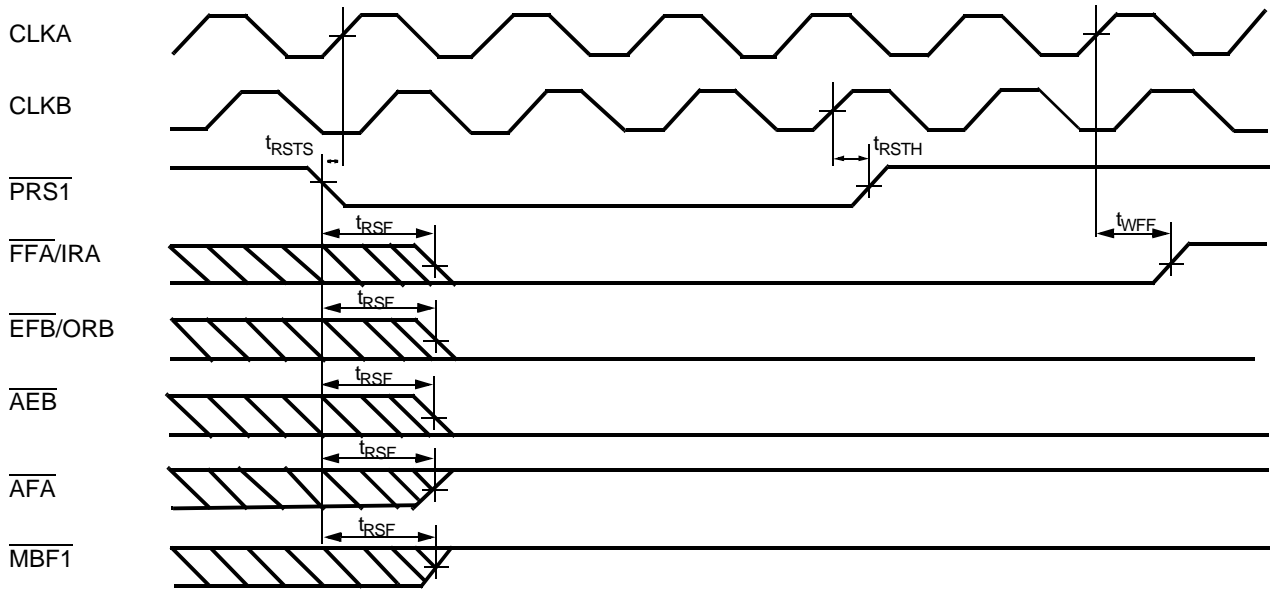 CLKA
CLKB
tRSTS
tRSTH
PRS1
tRSF
tWFF
FFA/IRA
tRSF
EFB/ORB
tRSF
AEB
tRSF
AFA
tRSF
MBF1